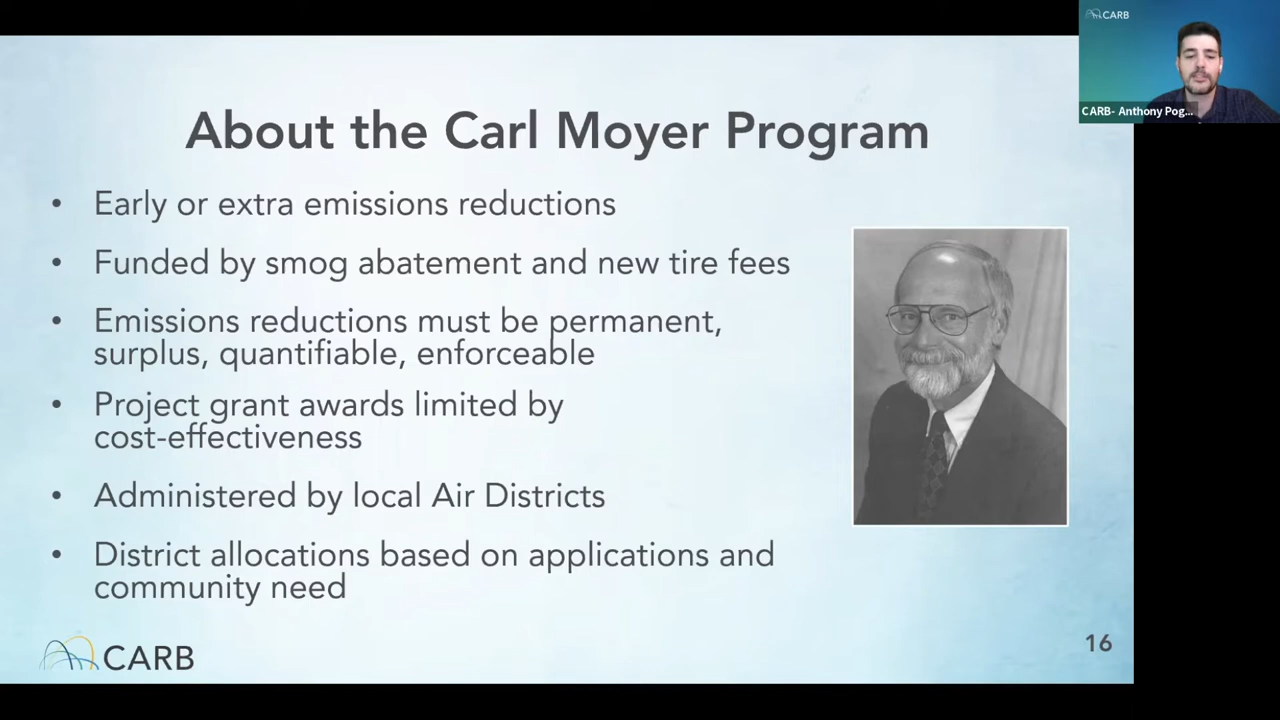 CARB
CARB- Anthony Pog...
About the Carl Moyer Program
• Early or extra emissions reductions
• Funded by smog abatement and new tire fees
• Emissions reductions must be permanent,
surplus, quantifiable, enforceable
• Project grant awards limited by
cost-effectiveness
• Administered by local Air Districts
• District allocations based on applications and
community need
CARB
16